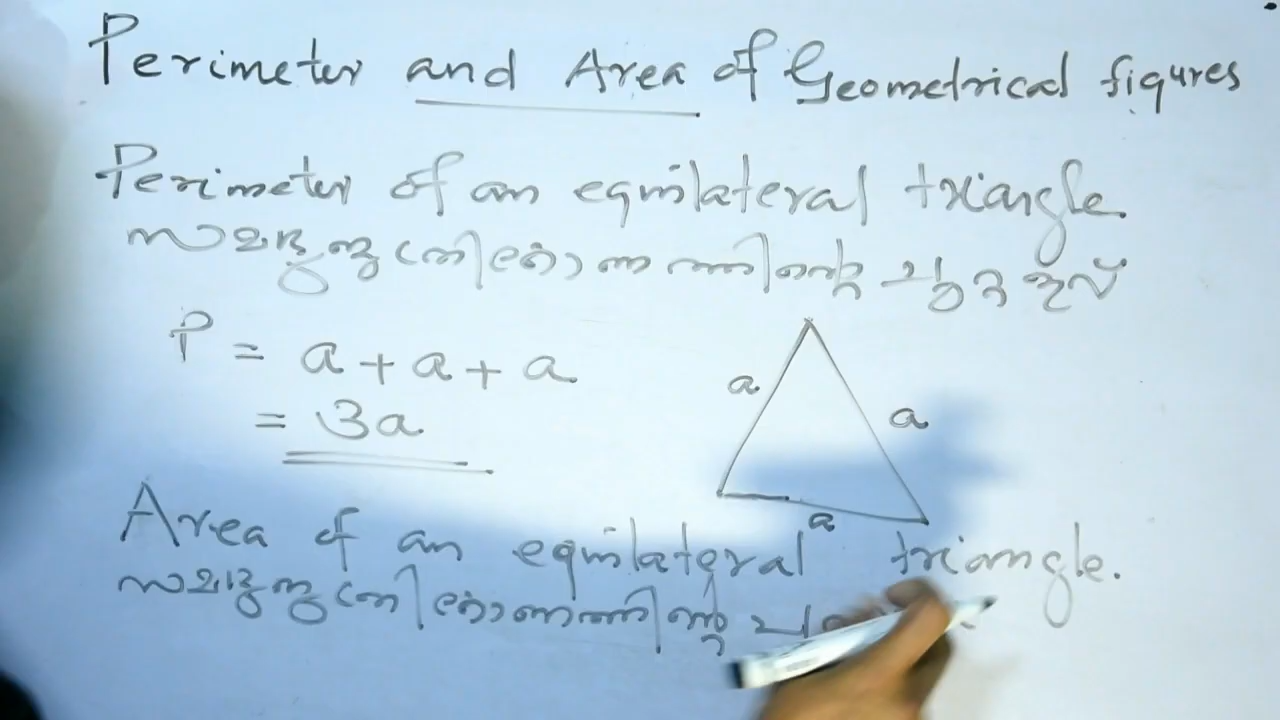 Perimeter and Area of Geometrical figures
Perimeter of an equilateral triangle.
സമഭുജത്രികോണത്തിന്റെ ചുറ്റളവ്
P = a + a + a
= 3a
a
a
a
Area of an equilateral triangle.
സമഭുജത്രികോണത്തിന്റെ